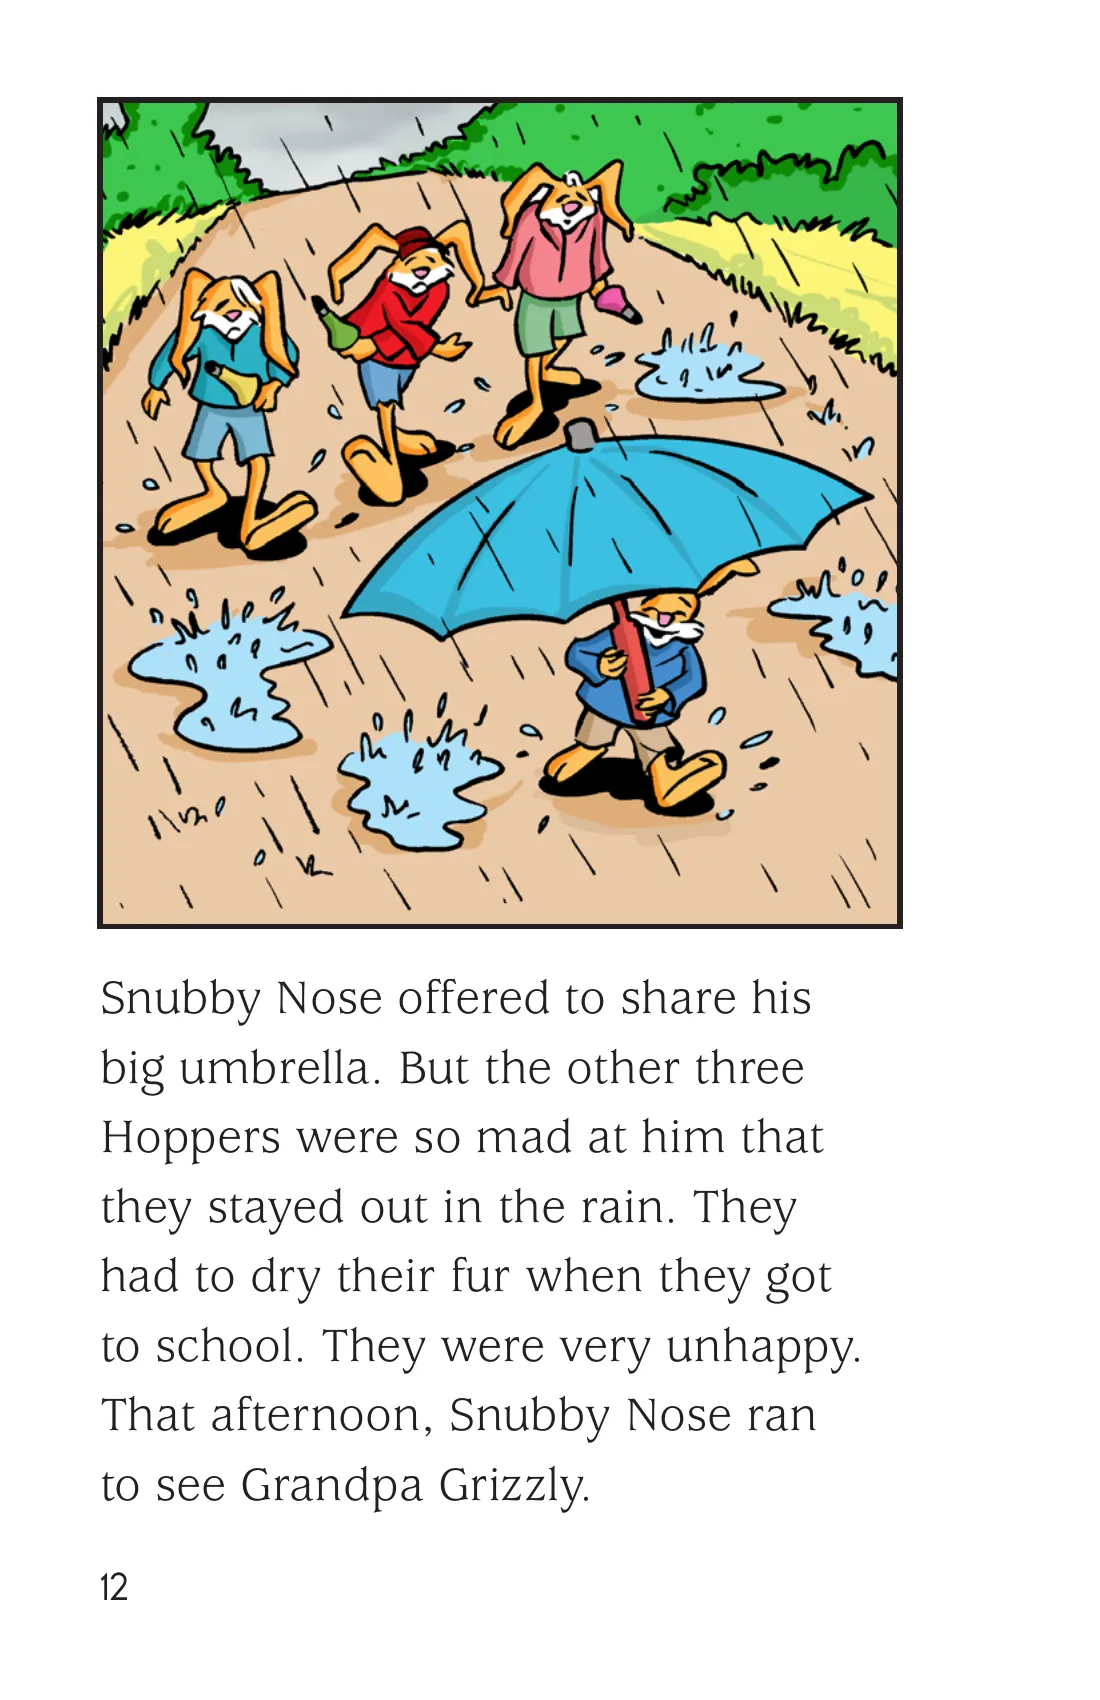 Snubby Nose offered to share his
big umbrella. But the other three
Hoppers were so mad at him that
they stayed out in the rain. They
had to dry their fur when they got
to school. They were very unhappy.
That afternoon, Snubby Nose ran
to see Grandpa Grizzly.
12